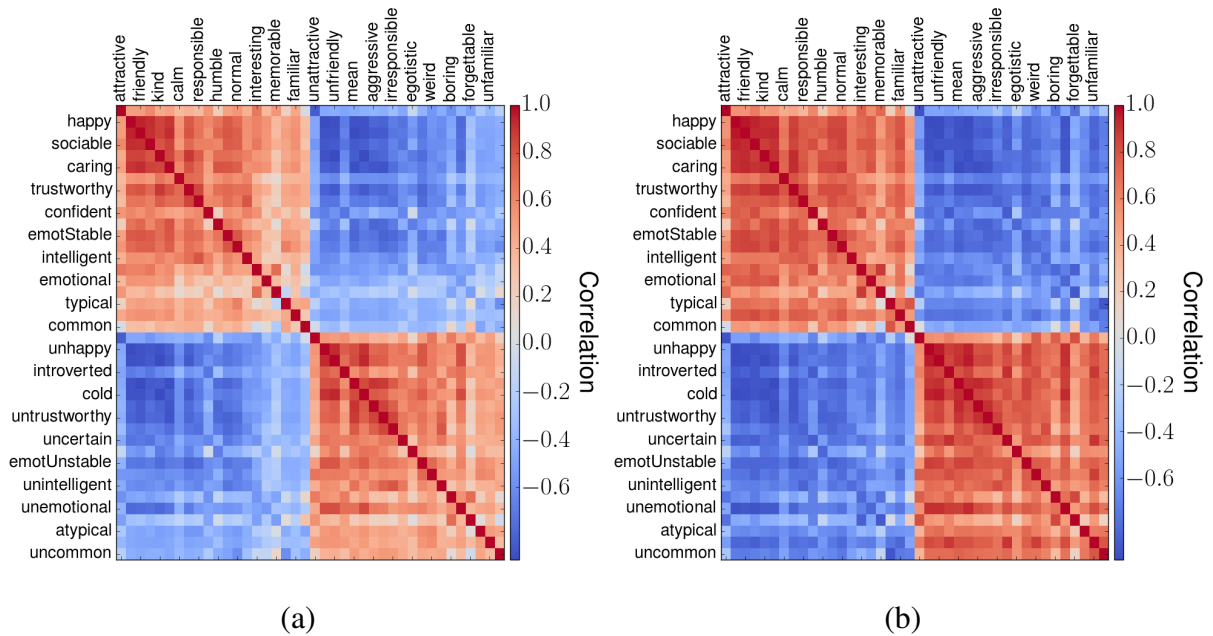 attractive
friendly
kind
calm
responsible
humble
normal
interesting
memorable
familiar
unattractive
unfriendly
mean
aggressive
irresponsible
egotistic
weird
boring
forgettable
unfamiliar
happy
sociable
caring
trustworthy
confident
emotStable
intelligent
emotional
typical
common
unhappy
introverted
cold
untrustworthy
uncertain
emotUnstable
unintelligent
unemotional
atypical
uncommon
1.0
0.8
0.6
0.4
0.2
0.0
−0.2
−0.4
−0.6
Correlation
(a)
attractive
friendly
kind
calm
responsible
humble
normal
interesting
memorable
familiar
unattractive
unfriendly
mean
aggressive
irresponsible
egotistic
weird
boring
forgettable
unfamiliar
happy
sociable
caring
trustworthy
confident
emotStable
intelligent
emotional
typical
common
unhappy
introverted
cold
untrustworthy
uncertain
emotUnstable
unintelligent
unemotional
atypical
uncommon
1.0
0.8
0.6
0.4
0.2
0.0
−0.2
−0.4
−0.6
Correlation
(b)